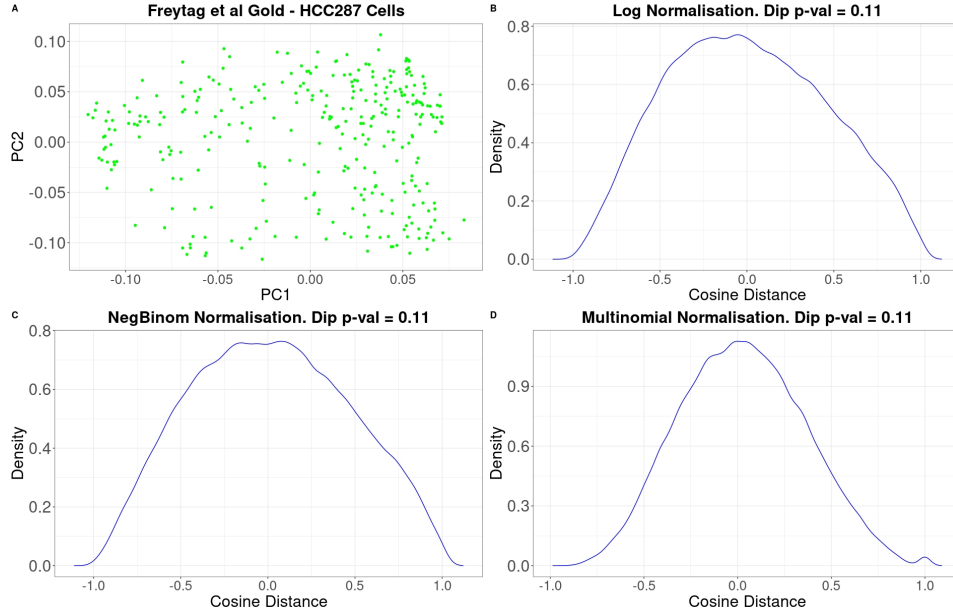 A
Freytag et al Gold - HCC287 Cells
0.10
0.05
0.00
-0.05
-0.10
PC2
-0.10
-0.05
0.00
0.05
PC1
B
Log Normalisation. Dip p-val = 0.11
0.8
0.6
0.4
0.2
0.0
Density
-1.0
-0.5
0.0
0.5
1.0
Cosine Distance
C
NegBinom Normalisation. Dip p-val = 0.11
0.8
0.6
0.4
0.2
0.0
Density
-1.0
-0.5
0.0
0.5
1.0
Cosine Distance
D
Multinomial Normalisation. Dip p-val = 0.11
0.9
0.6
0.3
0.0
Density
-1.0
-0.5
0.0
0.5
1.0
Cosine Distance